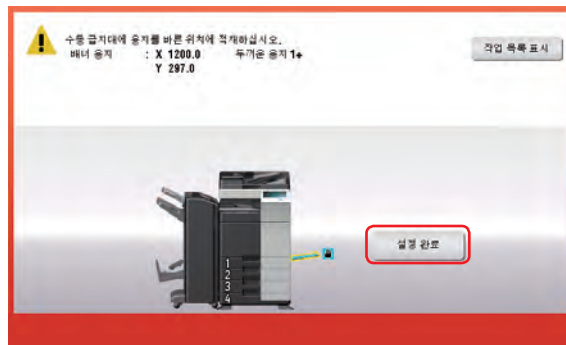 수동 급지대에 용지를 바른 위치에 적재하십시오.
배너 용지 : X 1200.0 두꺼운 용지 1+
Y 297.0
작업 목록 표시
설정 완료
1
2
3
4